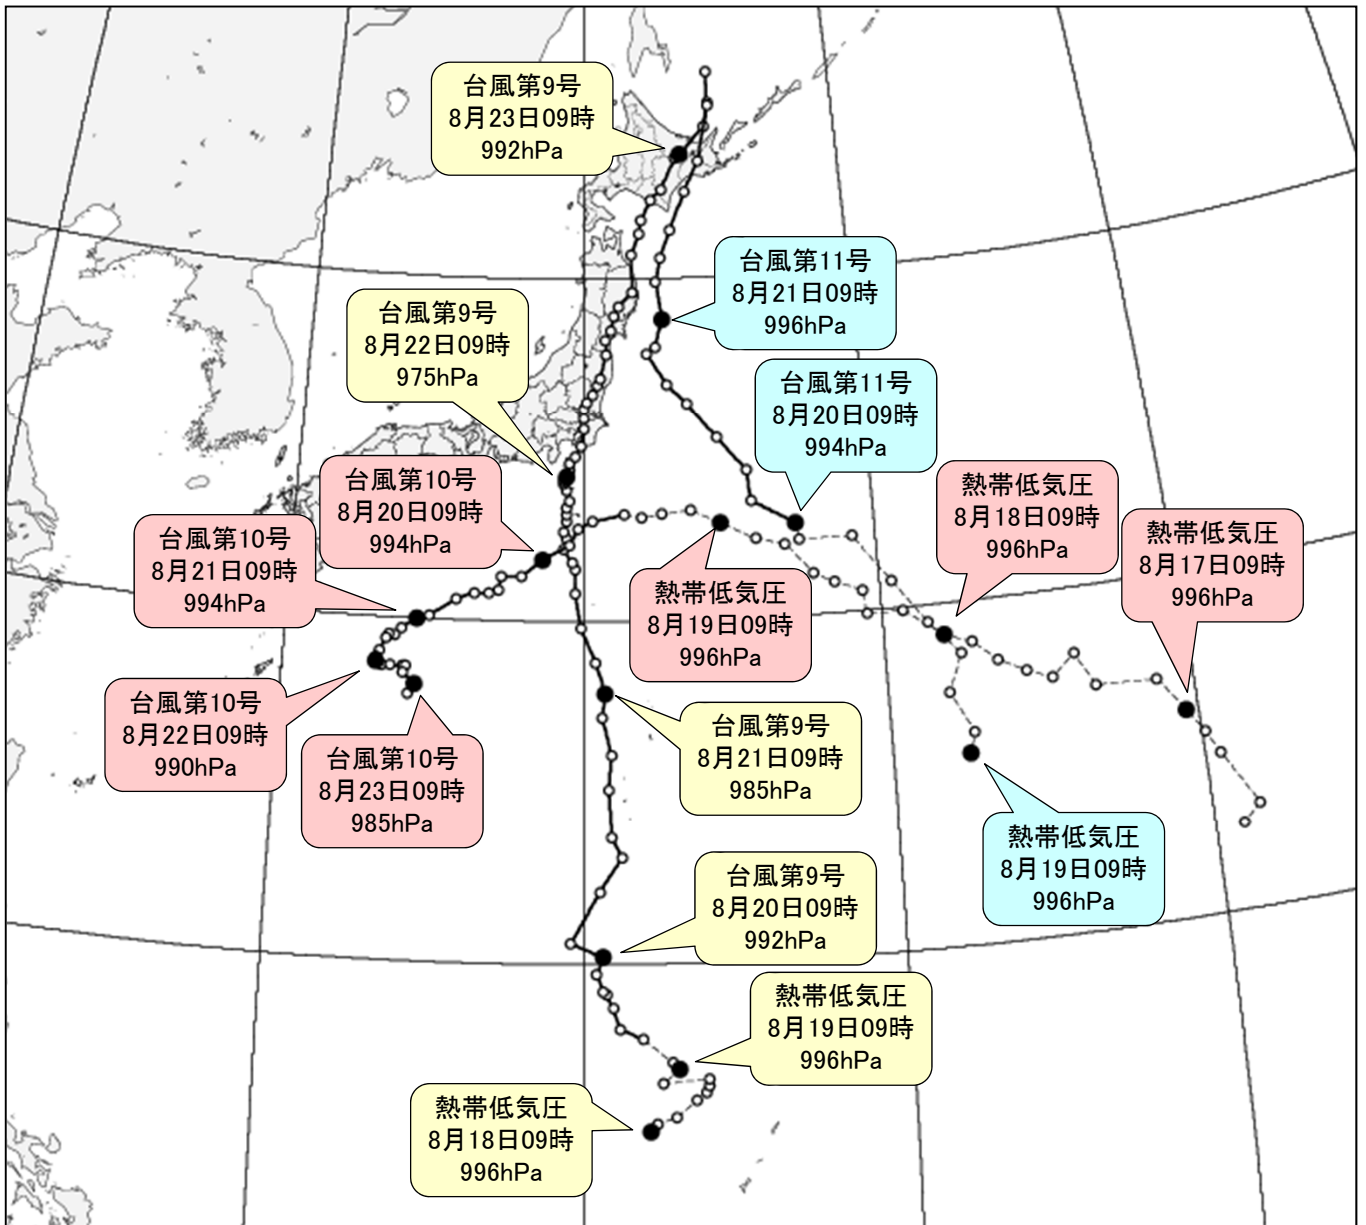 台風第9号
8月23日09時
992hPa
台風第11号
8月21日09時
996hPa
台風第9号
8月22日09時
975hPa
台風第11号
8月20日09時
994hPa
台風第10号
8月20日09時
994hPa
熱帯低気圧
8月18日09時
996hPa
熱帯低気圧
8月17日09時
996hPa
台風第10号
8月21日09時
994hPa
熱帯低気圧
8月19日09時
996hPa
台風第10号
8月22日09時
990hPa
台風第10号
8月23日09時
985hPa
台風第9号
8月21日09時
985hPa
熱帯低気圧
8月19日09時
996hPa
台風第9号
8月20日09時
992hPa
熱帯低気圧
8月19日09時
996hPa
熱帯低気圧
8月18日09時
996hPa